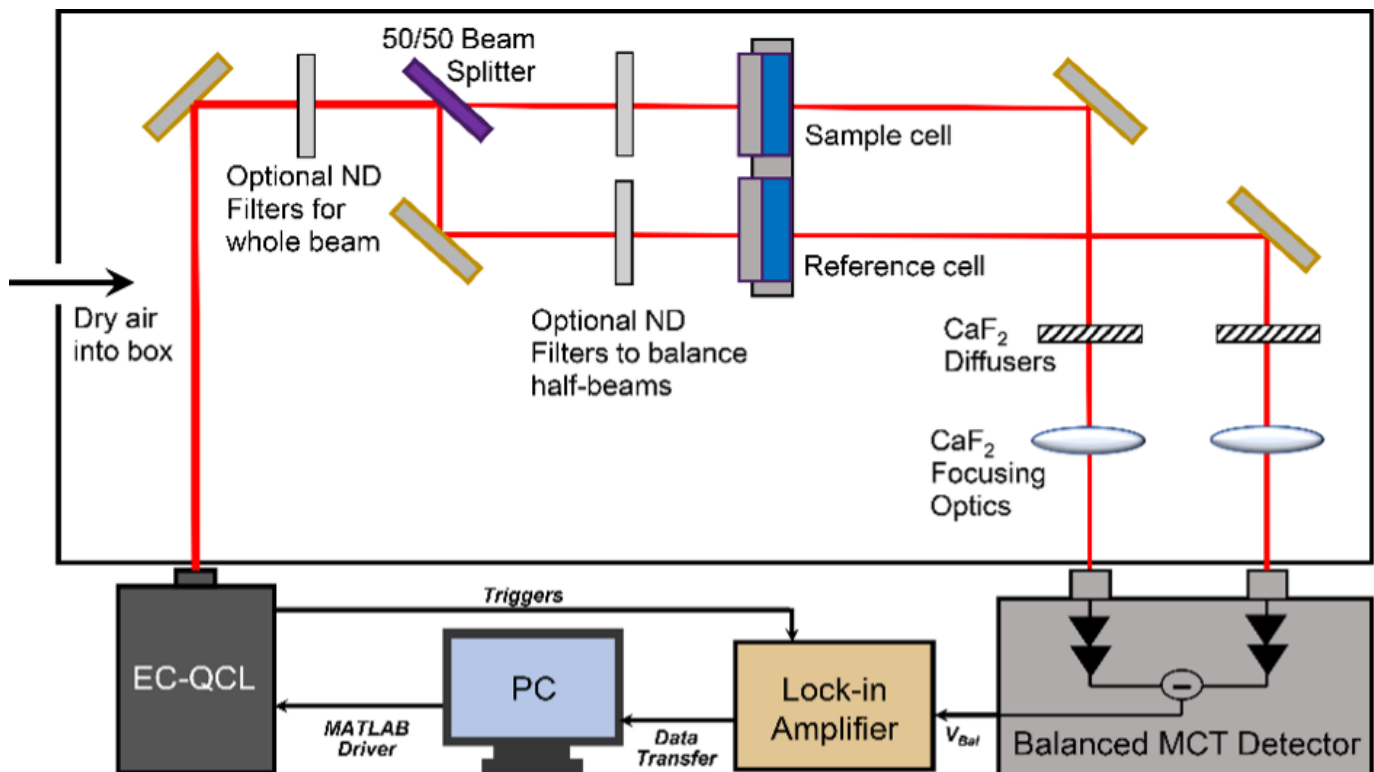 50/50 Beam
Splitter
Optional ND
Filters for
whole beam
Sample cell
Reference cell
Dry air
into box
Optional ND
Filters to balance
half-beams
CaF₂
Diffusers
CaF₂
Focusing
Optics
Triggers
EC-QCL
PC
Lock-in
Amplifier
MATLAB
Driver
Data
Transfer
V_Bal
Balanced MCT Detector